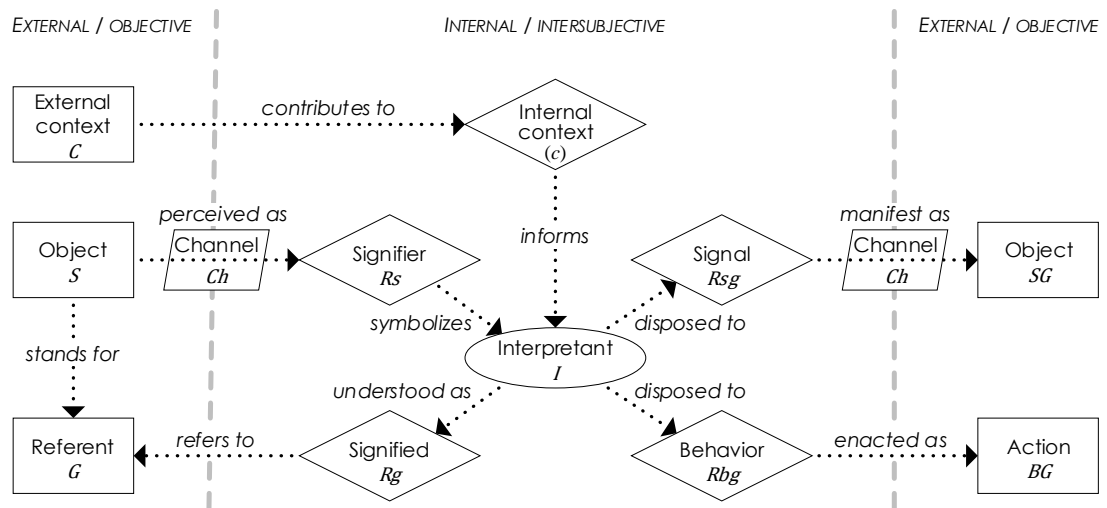 EXTERNAL / OBJECTIVE
INTERNAL / INTERSUBJECTIVE
EXTERNAL / OBJECTIVE
External
context
C
contributes to
Internal
context
(c)
perceived as
manifest as
Object
S
Channel
Ch
Signifier
Rs
informs
Signal
Rsg
Channel
Ch
Object
SG
symbolizes
disposed to
stands for
Interpretant
I
understood as
disposed to
Referent
G
refers to
Signified
Rg
Behavior
Rbg
enacted as
Action
BG